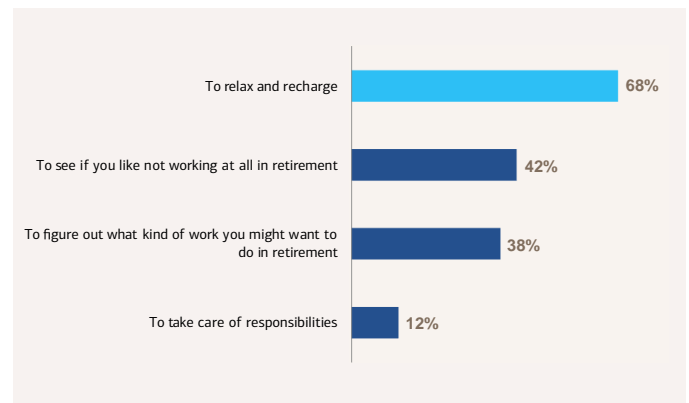 To relax and recharge
68%
To see if you like not working at all in retirement
42%
To figure out what kind of work you might want to
do in retirement
38%
To take care of responsibilities
12%